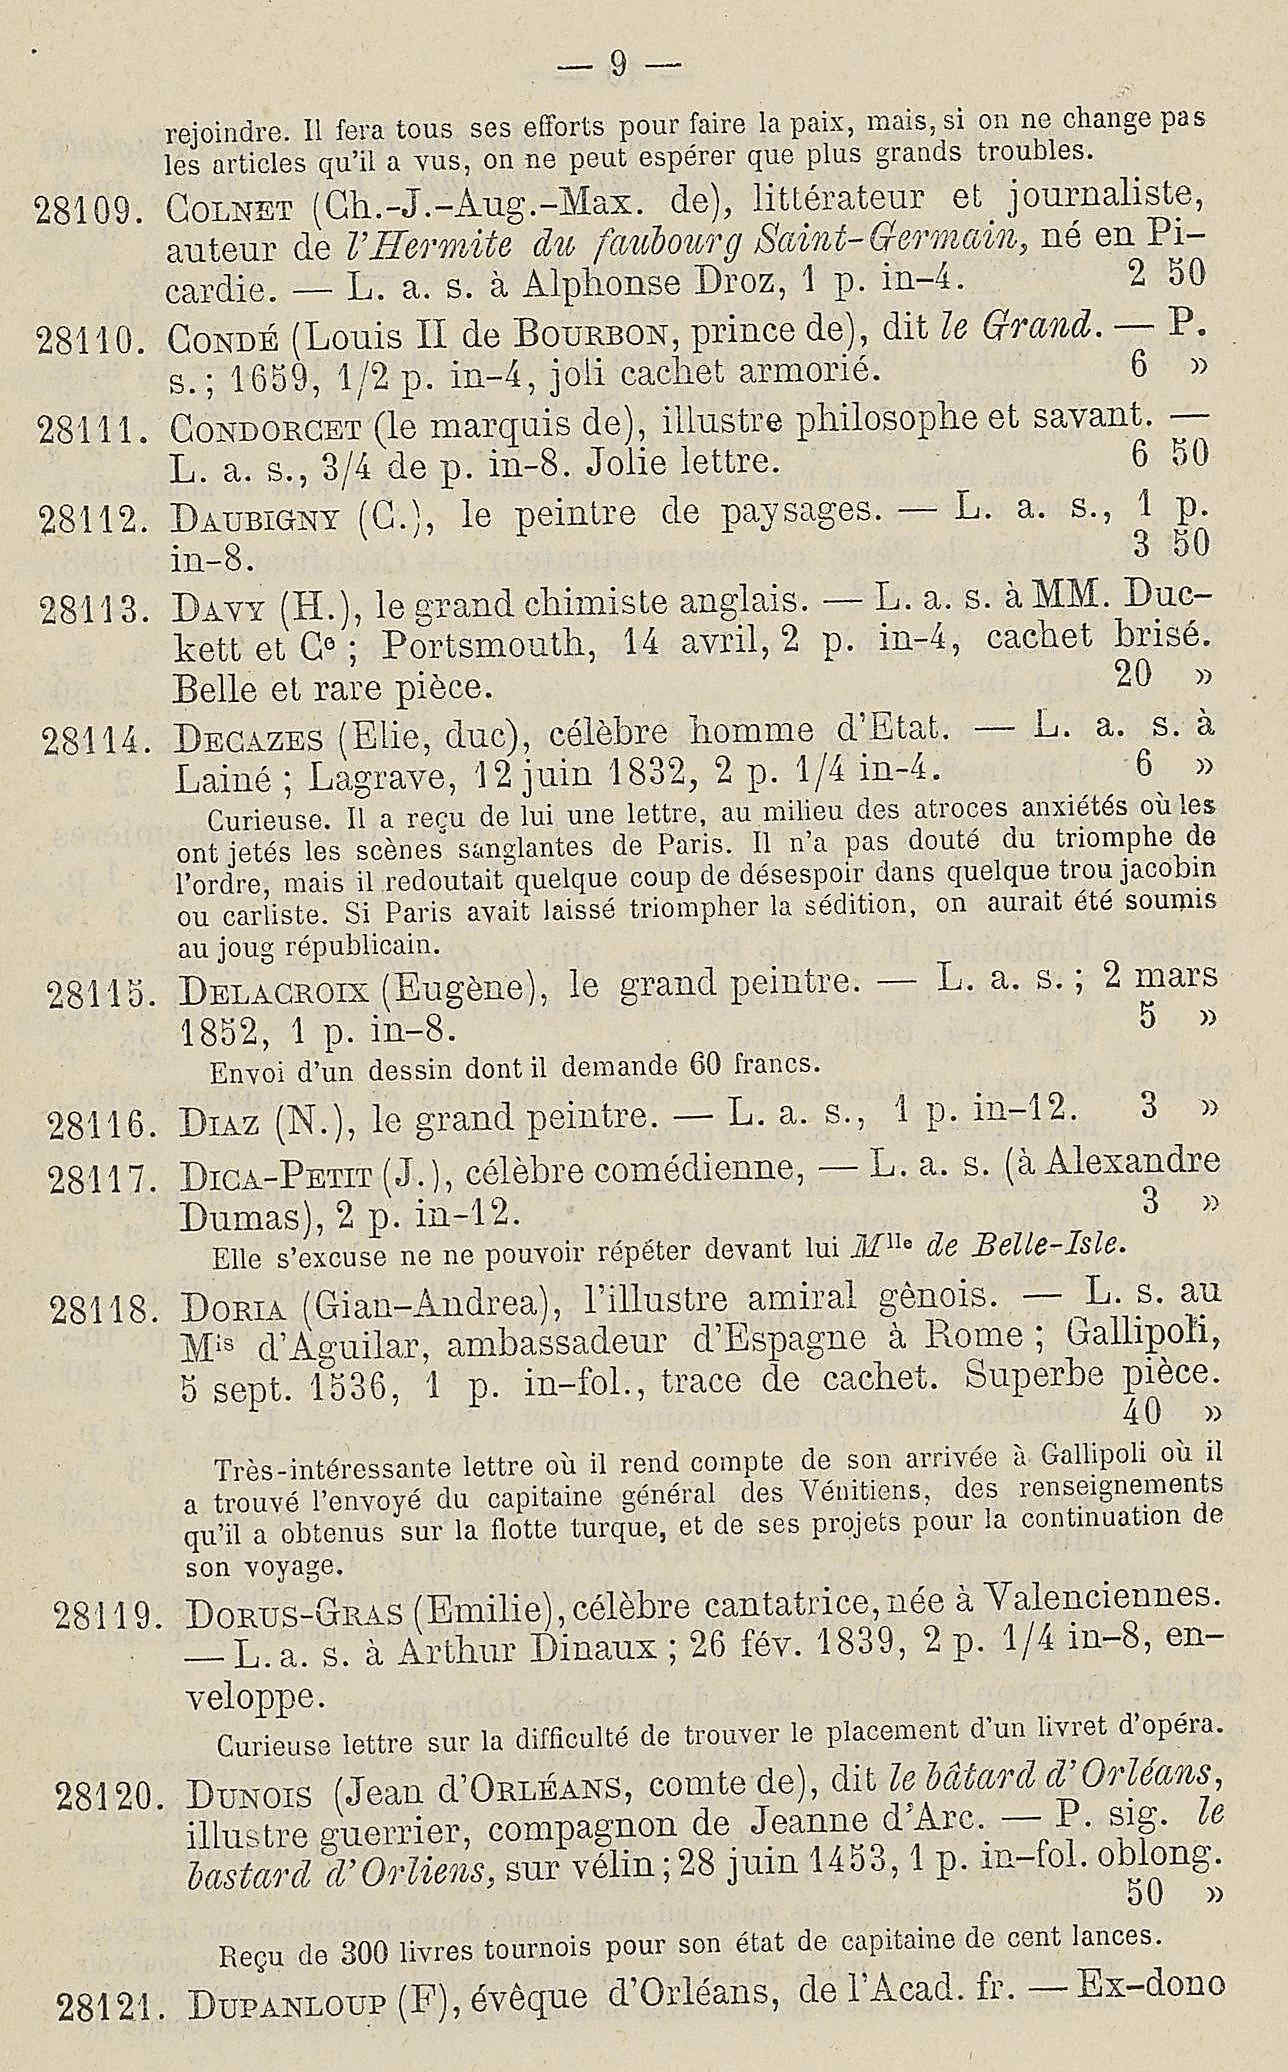 — 9 —
rejoindre. Il fera tous ses efforts pour faire la paix, mais, si on ne change pas
les articles qu'il a vus, on ne peut espérer que plus grands troubles.
28109. COLNET (Ch.-J.-Aug.-Max. de), littérateur et journaliste,
auteur de l'Hermite du faubourg Saint-Germain, né en Pi-
cardie. — L. a. s. à Alphonse Droz, 1 p. in-4. 2 50
28110. CONDÉ (Louis II de BOURBON, prince de), dit le Grand. — P.
s. ; 1659, 1/2 p. in-4, joli cachet armorié. 6 »
28111. CONDORCET (le marquis de), illustre philosophe et savant. —
L. a. s., 3/4 de p. in-8. Jolie lettre. 6 50
28112. DAUBIGNY (C.), le peintre de paysages. — L. a. s., 1 p.
in-8. 3 50
28113. DAVY (H.), le grand chimiste anglais. — L. a. s. à MM. Duc-
kett et Ce ; Portsmouth, 14 avril, 2 p. in-4, cachet brisé.
Belle et rare pièce. 20 »
28114. DECAZES (Elie, duc), célèbre homme d'Etat. — L. a. s. à
Lainé ; Lagrave, 12 juin 1832, 2 p. 1/4 in-4. 6 »
Curieuse. Il a reçu de lui une lettre, au milieu des atroces anxiétés où les
ont jetés les scènes sanglantes de Paris. Il n'a pas douté du triomphe de
l'ordre, mais il redoutait quelque coup de désespoir dans quelque trou jacobin
ou carliste. Si Paris avait laissé triompher la sédition, on aurait été soumis
au joug républicain.
28115. DELACROIX (Eugène), le grand peintre. — L. a. s. ; 2 mars
1852, 1 p. in-8. 5 »
Envoi d'un dessin dont il demande 60 francs.
28116. DIAZ (N.), le grand peintre. — L. a. s., 1 p. in-12. 3 »
28117. DICA-PETIT (J.), célèbre comédienne, — L. a. s. (à Alexandre
Dumas), 2 p. in-12. 3 »
Elle s'excuse ne ne pouvoir répéter devant lui Mlle de Belle-Isle.
28118. DORIA (Gian-Andrea), l'illustre amiral gênois. — L. s. au
Mis d'Aguilar, ambassadeur d'Espagne à Rome ; Gallipoli,
5 sept. 1536, 1 p. in-fol., trace de cachet. Superbe pièce.
40 »
Très-intéressante lettre où il rend compte de son arrivée à Gallipoli où il
a trouvé l'envoyé du capitaine général des Vénitiens, des renseignements
qu'il a obtenus sur la flotte turque, et de ses projets pour la continuation de
son voyage.
28119. DORUS-GRAS (Emilie), célèbre cantatrice, née à Valenciennes.
— L. a. s. à Arthur Dinaux ; 26 fév. 1839, 2 p. 1/4 in-8, en-
veloppe.
Curieuse lettre sur la difficulté de trouver le placement d'un livret d'opéra.
28120. DUNOIS (Jean d'ORLÉANS, comte de), dit le bâtard d'Orléans,
illustre guerrier, compagnon de Jeanne d'Arc. — P. sig. le
bastard d'Orliens, sur vélin ; 28 juin 1453, 1 p. in-fol. oblong.
50 »
Reçu de 300 livres tournois pour son état de capitaine de cent lances.
28121. DUPANLOUP (F), évêque d'Orléans, de l'Acad. fr. — Ex-dono